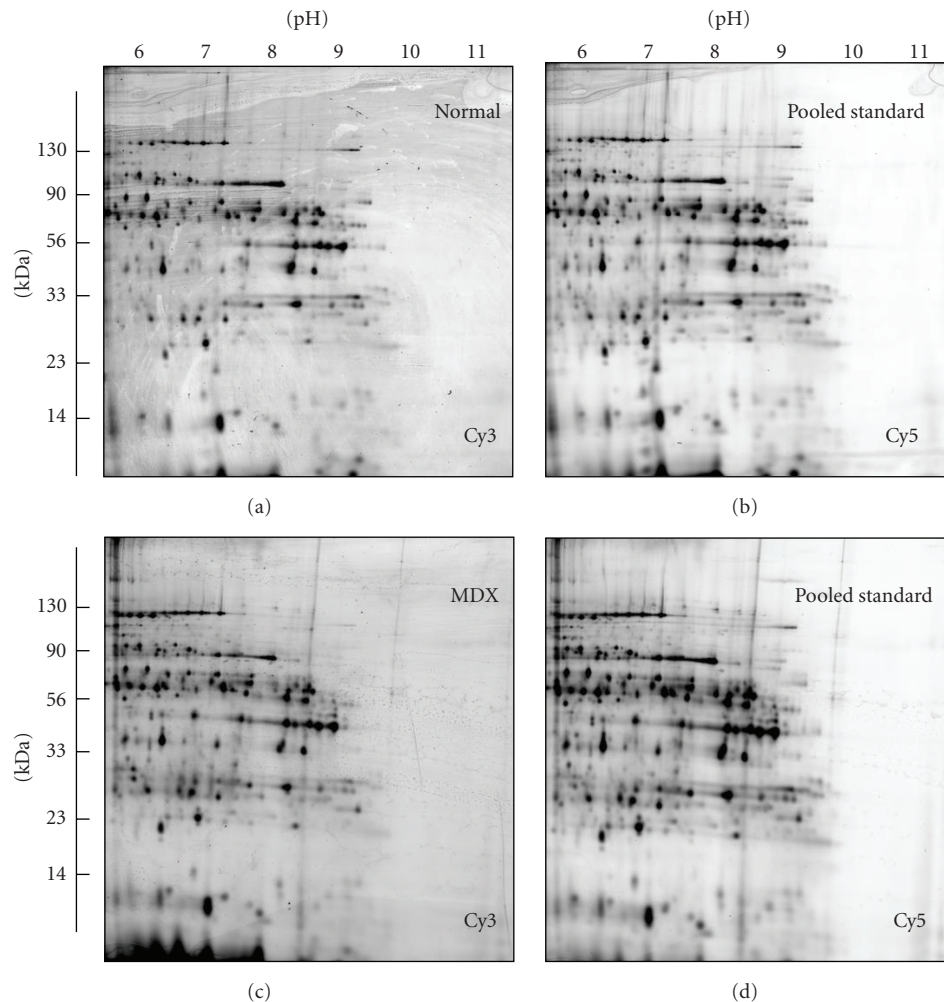 (pH) (pH)
6 7 8 9 10 11 6 7 8 9 10 11
Normal Pooled standard
130
90
56
(kDa)
33
23
14
Cy3 Cy5
(a) (b)
MDX Pooled standard
130
90
56
(kDa)
33
23
14
Cy3 Cy5
(c) (d)